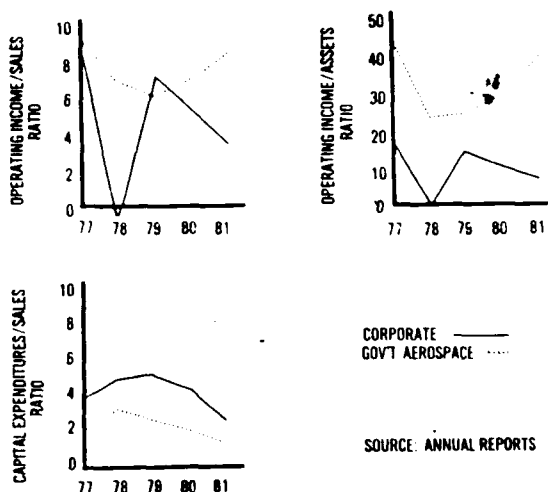 OPERATING INCOME/SALES
RATIO
10
8
6
4
2
0
77 78 79 80 81
OPERATING INCOME/ASSETS
RATIO
50
40
30
20
10
0
77 78 79 80 81
CAPITAL EXPENDITURES/SALES
RATIO
10
8
6
4
2
0
77 78 79 80 81
CORPORATE
GOV'T AEROSPACE
SOURCE: ANNUAL REPORTS